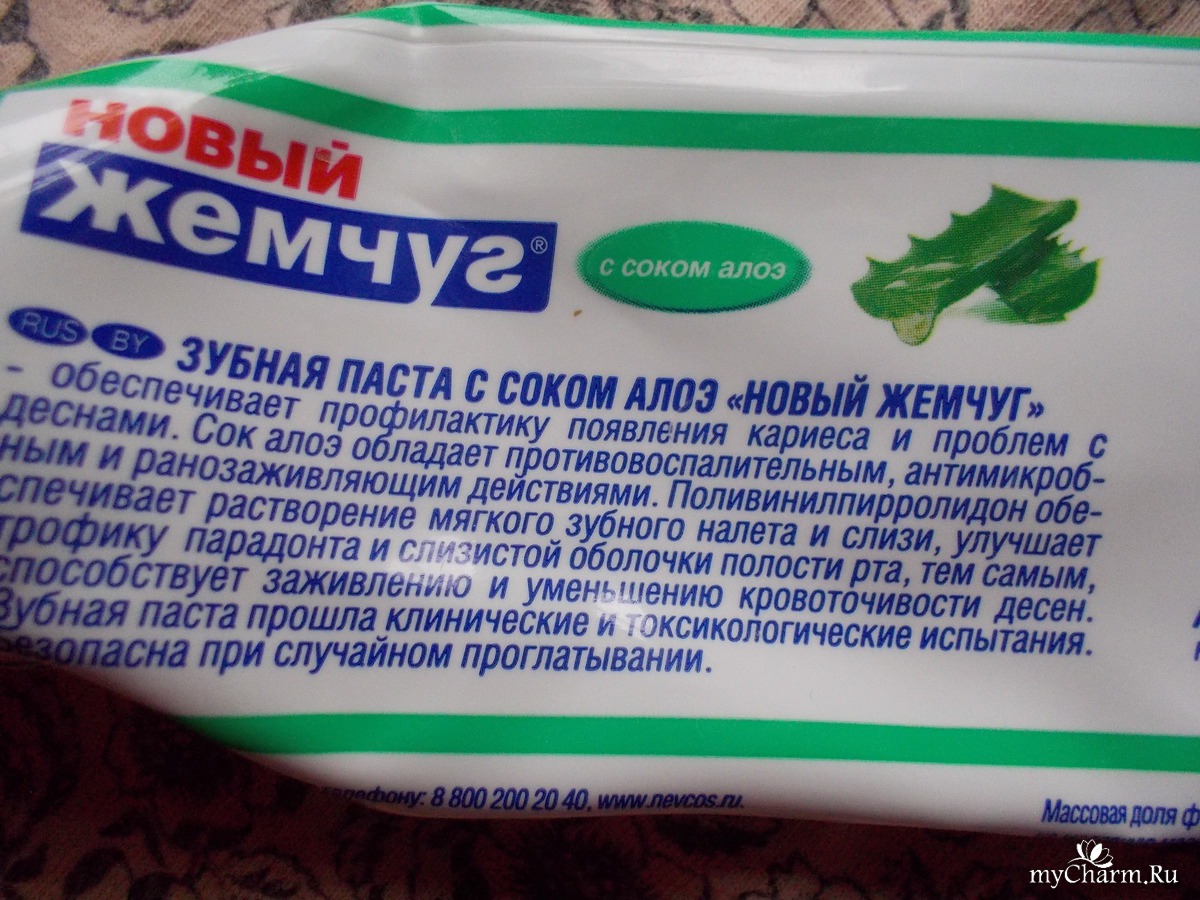 НОВЫЙ
Жемчуг®
с соком алоэ
RUS BY ЗУБНАЯ ПАСТА С СОКОМ АЛОЭ «НОВЫЙ ЖЕМЧУГ»
- обеспечивает профилактику появления кариеса и проблем с
деснами. Сок алоэ обладает противовоспалительным, антимикроб-
ным и ранозаживляющим действиями. Поливинилпирролидон обе-
спечивает растворение мягкого зубного налета и слизи, улучшает
трофику парадонта и слизистой оболочки полости рта, тем самым,
способствует заживлению и уменьшению кровоточивости десен.
Зубная паста прошла клинические и токсикологические испытания.
безопасна при случайном проглатывании.
8 800 200 20 40, www.nevcos.ru.
Массовая доля ф
myCharm.Ru